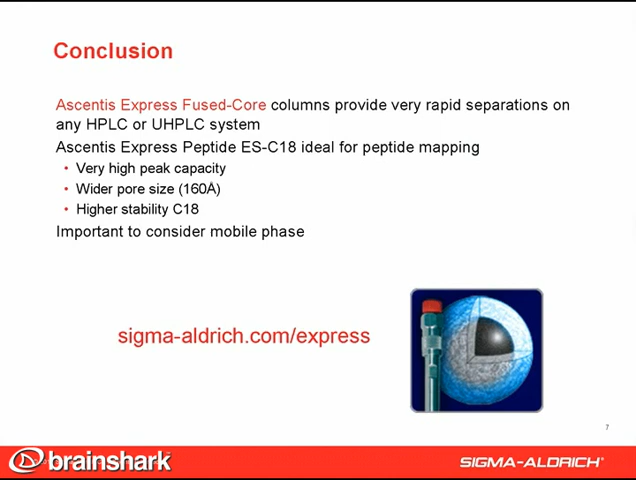 Conclusion
Ascentis Express Fused-Core columns provide very rapid separations on
any HPLC or UHPLC system
Ascentis Express Peptide ES-C18 ideal for peptide mapping
• Very high peak capacity
• Wider pore size (160Å)
• Higher stability C18
Important to consider mobile phase
sigma-aldrich.com/express
7
brainshark
SIGMA-ALDRICH®